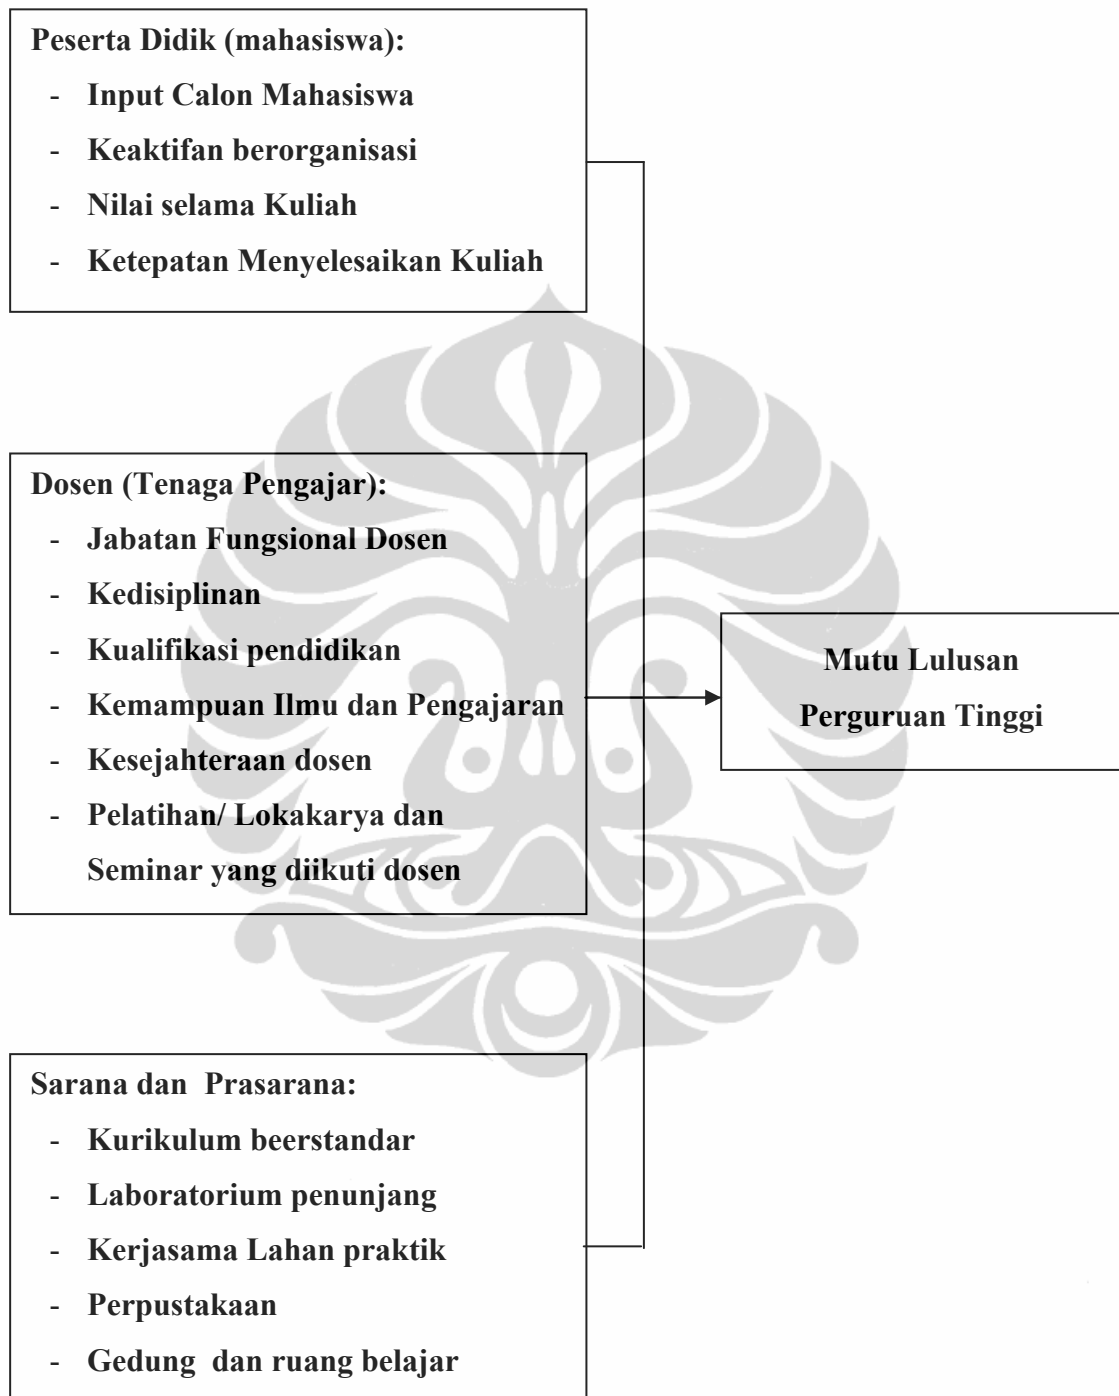 Peserta Didik (mahasiswa):
- Input Calon Mahasiswa
- Keaktifan berorganisasi
- Nilai selama Kuliah
- Ketepatan Menyelesaikan Kuliah
Dosen (Tenaga Pengajar):
- Jabatan Fungsional Dosen
- Kedisiplinan
- Kualifikasi pendidikan
- Kemampuan Ilmu dan Pengajaran
- Kesejahteraan dosen
- Pelatihan/ Lokakarya dan
Seminar yang diikuti dosen
Mutu Lulusan
Perguruan Tinggi
Sarana dan Prasarana:
- Kurikulum beerstandar
- Laboratorium penunjang
- Kerjasama Lahan praktik
- Perpustakaan
- Gedung dan ruang belajar